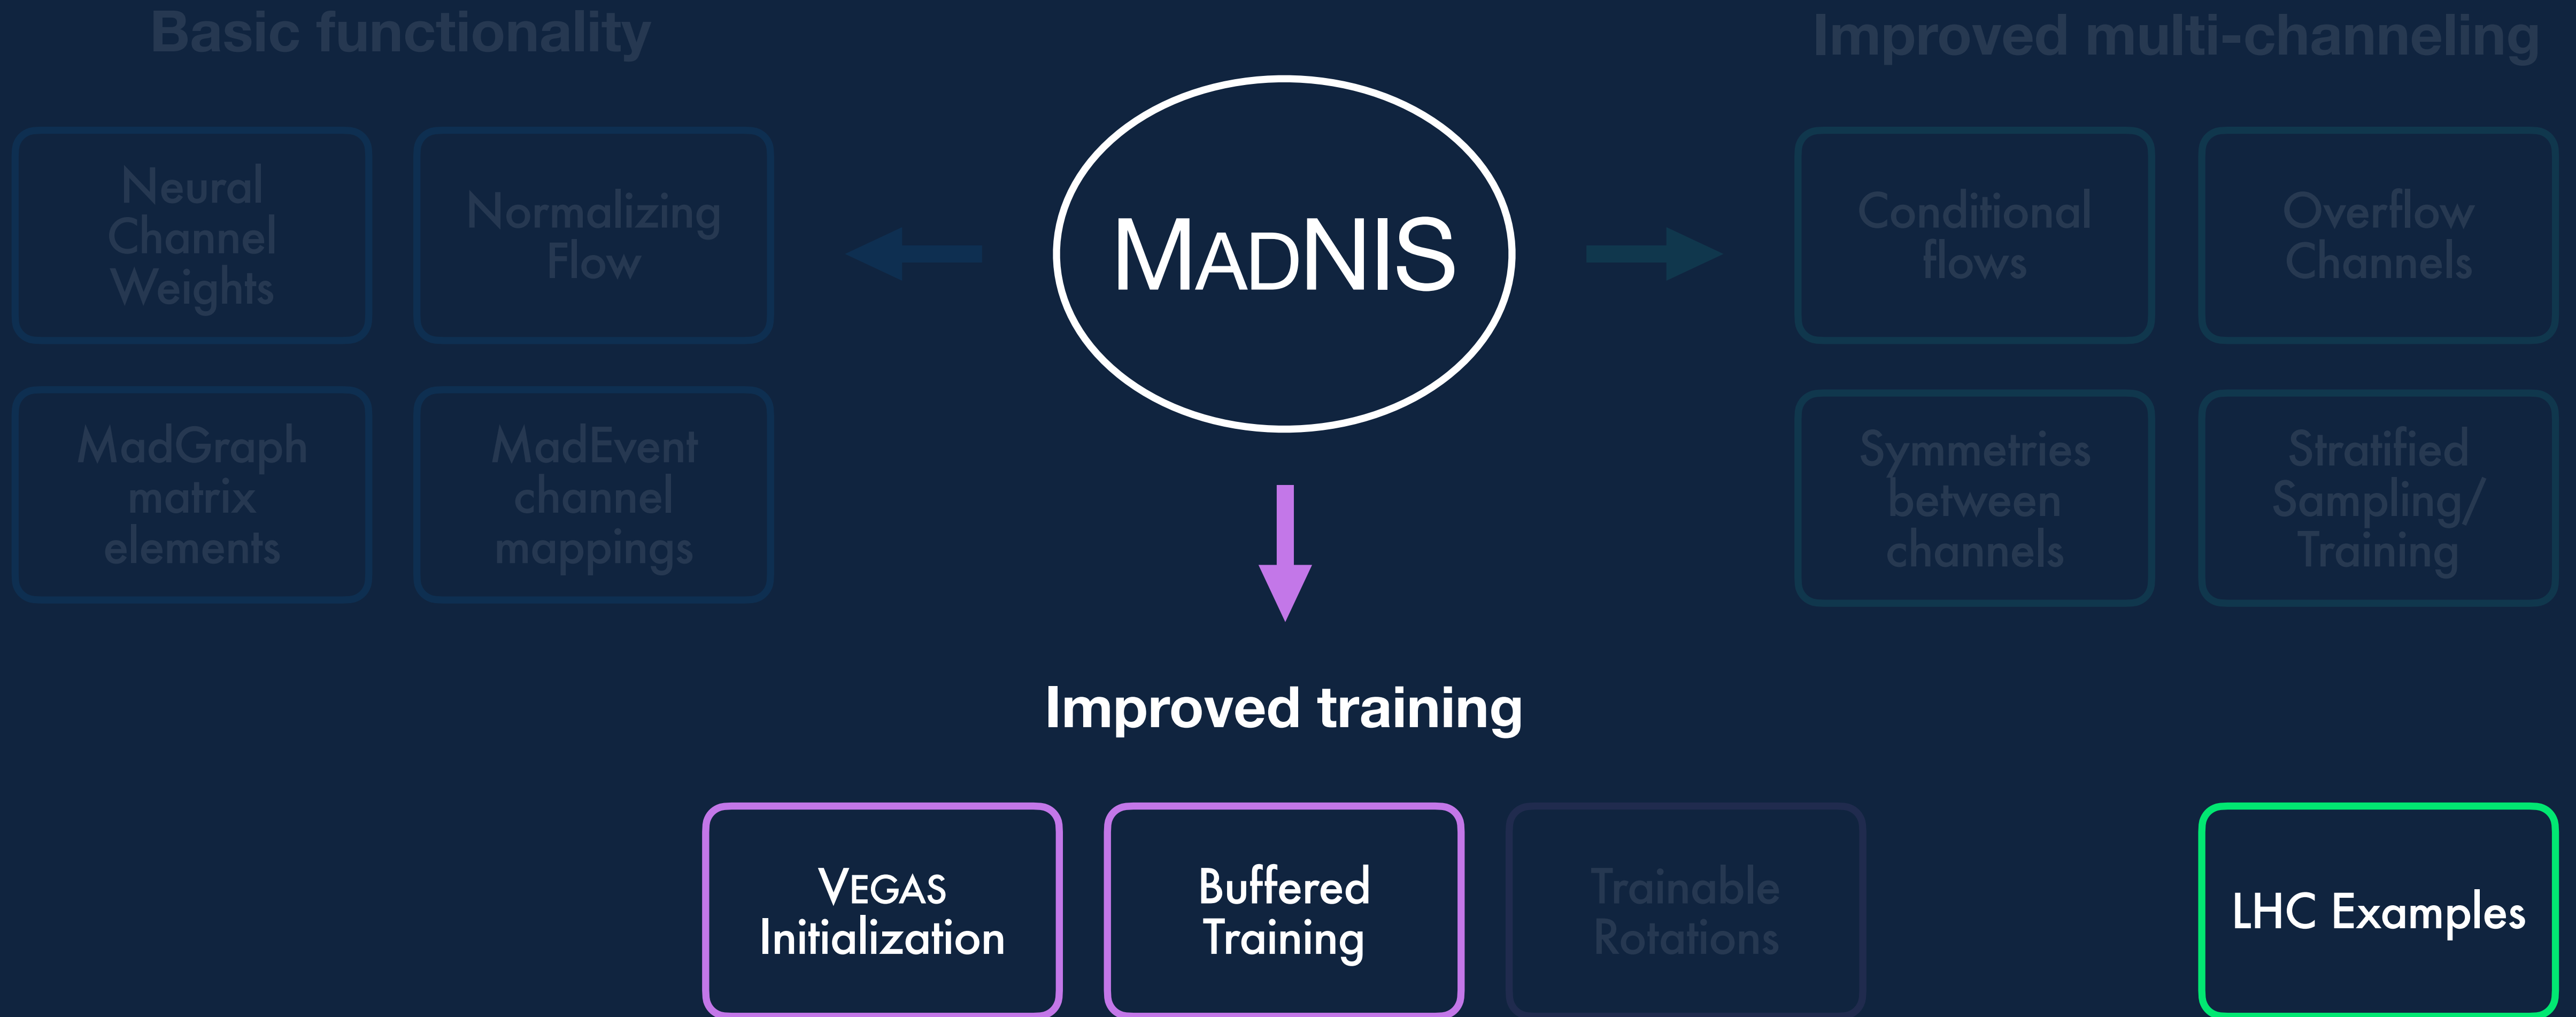 Basic functionality
Improved multi-channeling
Neural
Channel
Weights
Normalizing
Flow
MADNIS
Conditional
flows
Overflow
Channels
MadGraph
matrix
elements
MadEvent
channel
mappings
Symmetries
between
channels
Stratified
Sampling/
Training
Improved training
VEGAS
Initialization
Buffered
Training
Trainable
Rotations
LHC Examples